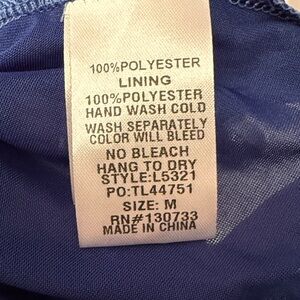 100%POLYESTER
LINING
100%POLYESTER
HAND WASH COLD
WASH SEPARATELY
COLOR WILL BLEED
NO BLEACH
HANG TO DRY
STYLE:L5321
PO:TL44751
SIZE: M
RN#130733
MADE IN CHINA